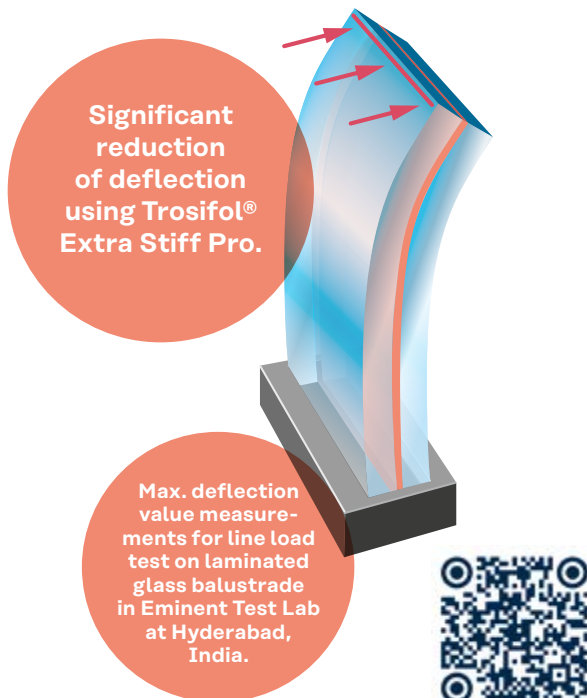 Significant
reduction
of deflection
using Trosifol®
Extra Stiff Pro.
Max. deflection
value measure-
ments for line load
test on laminated
glass balustrade
in Eminent Test Lab
at Hyderabad,
India.